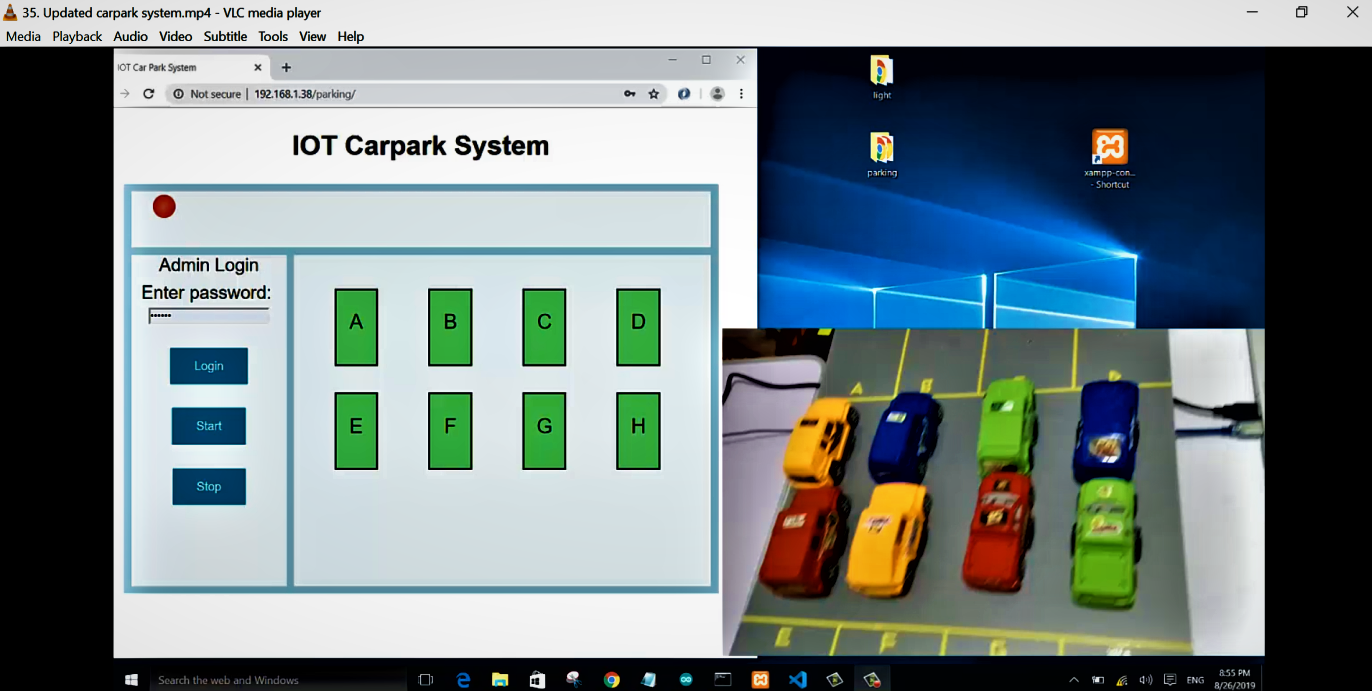 35. Updated carpark system.mp4 - VLC media player
Media Playback Audio Video Subtitle Tools View Help
IOT Car Park System
Not secure | 192.168.1.38/parking/
IOT Carpark System
Admin Login
Enter password:
Login
Start
Stop
A B C D
E F G H
light
parking
xampp-con...
- Shortcut
A B
E F G
Search the web and Windows
ENG
8:55 PM
8/26/2019